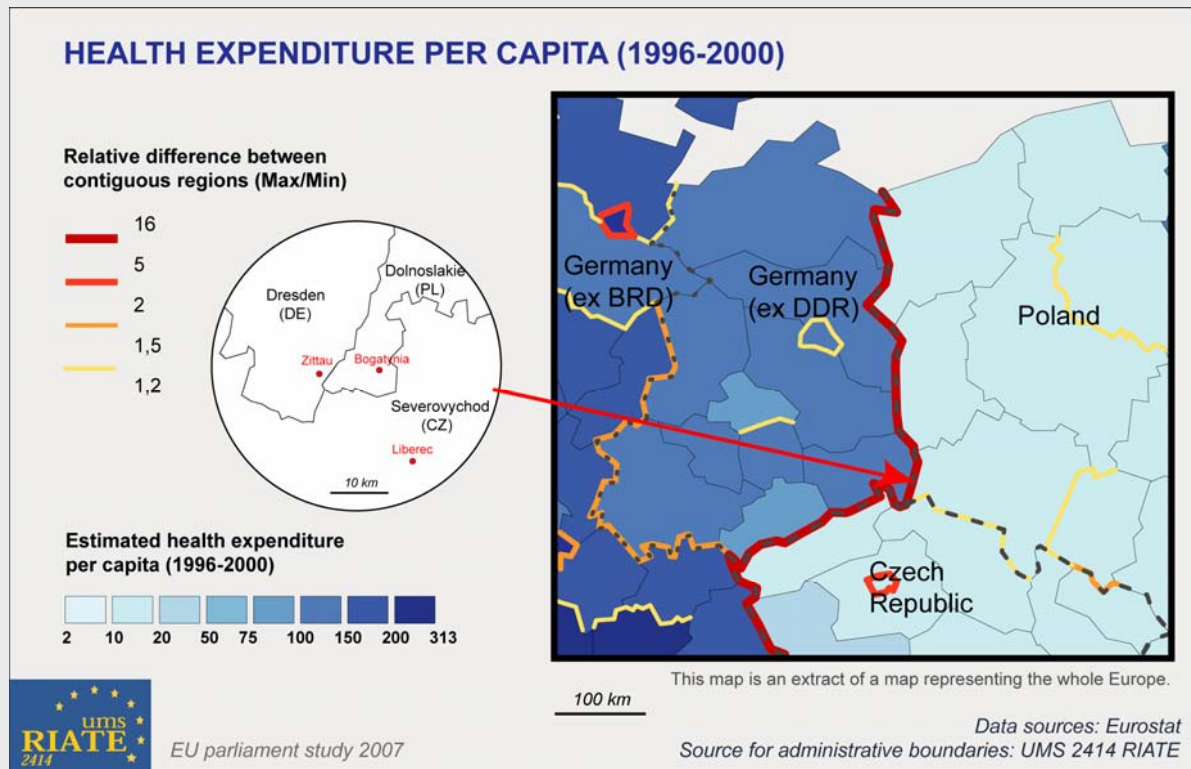 HEALTH EXPENDITURE PER CAPITA (1996-2000)
Relative difference between
contiguous regions (Max/Min)
16
5
2
1,5
1,2
Dolnoslakie
(PL)
Dresden
(DE)
Zittau
Bogatynia
Severovychod
(CZ)
Liberec
10 km
Germany
(ex BRD)
Germany
(ex DDR)
Poland
Czech
Republic
Estimated health expenditure
per capita (1996-2000)
2 10 20 50 75 100 150 200 313
This map is an extract of a map representing the whole Europe.
100 km
ums
RIATE
2414
EU parliament study 2007
Data sources: Eurostat
Source for administrative boundaries: UMS 2414 RIATE